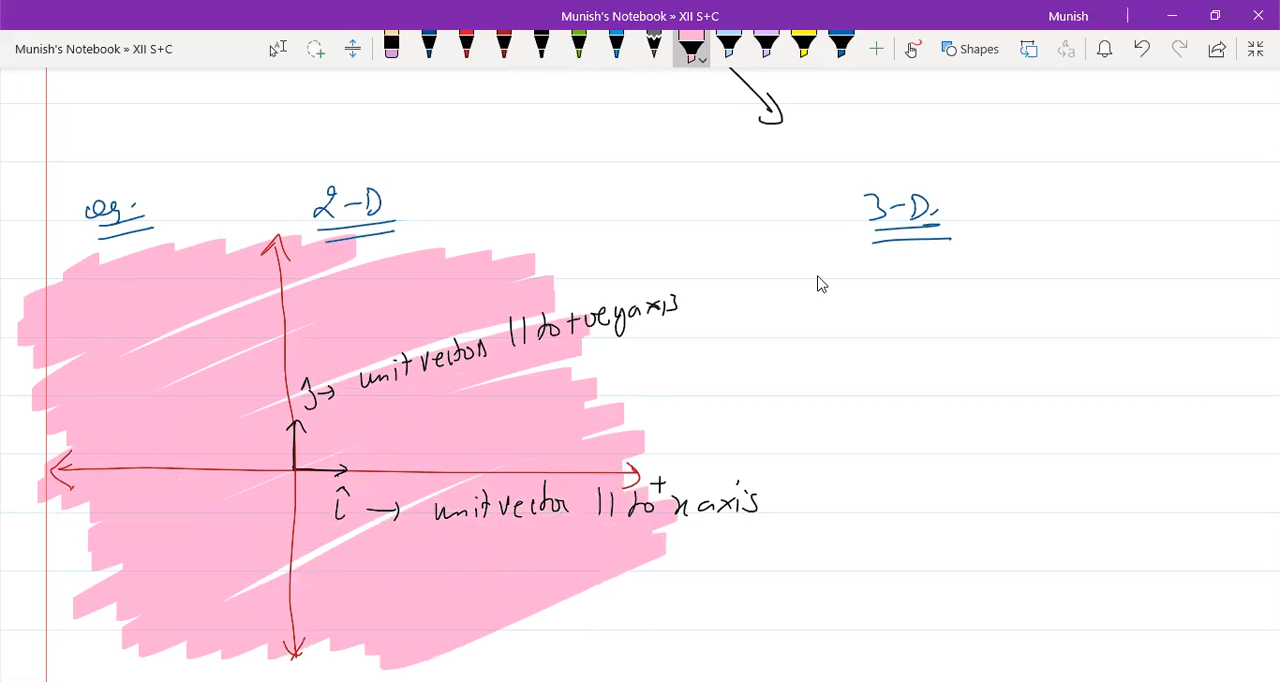 Munish's Notebook » XII S+C
Munish
Munish's Notebook » XII S+C
Shapes
eg.
2-D
3-D.
ĵ → unit vector || to +ve y axis
î → unit vector || to + x axis